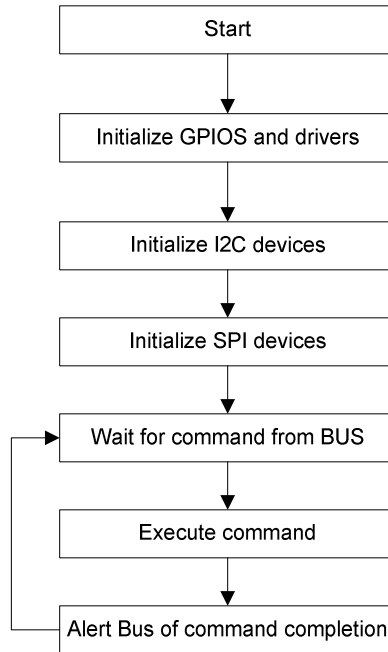 Start
Initialize GPIOS and drivers
Initialize I2C devices
Initialize SPI devices
Wait for command from BUS
Execute command
Alert Bus of command completion